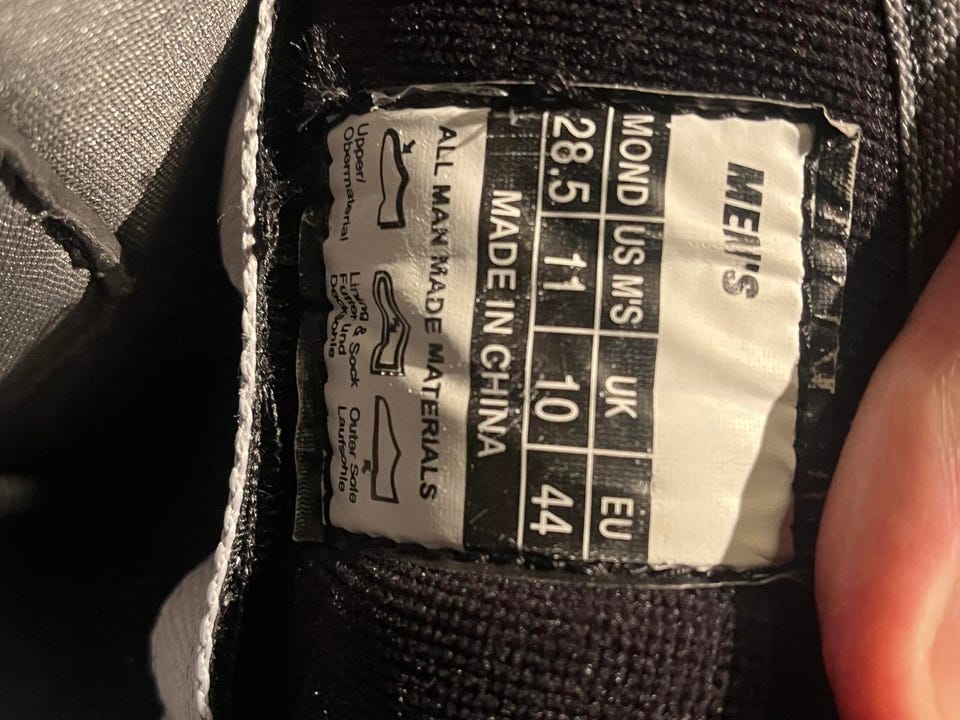 MEN'S
MOND US M'S UK EU
28.5 11 10 44
MADE IN CHINA
ALL MAN MADE MATERIALS
Upper/
Obermaterial
Lining & Sock
Futter und
Decksohle
Outer Sole
Laufsohle